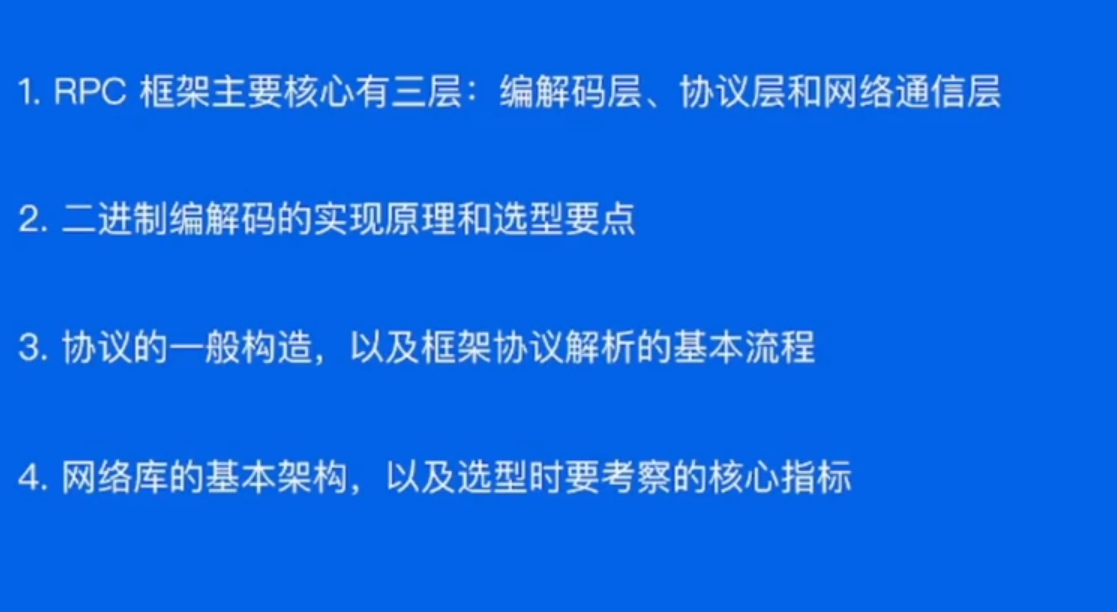 1. RPC 框架主要核心有三层：编解码层、协议层和网络通信层
2. 二进制编解码的实现原理和选型要点
3. 协议的一般构造，以及框架协议解析的基本流程
4. 网络库的基本架构，以及选型时要考察的核心指标